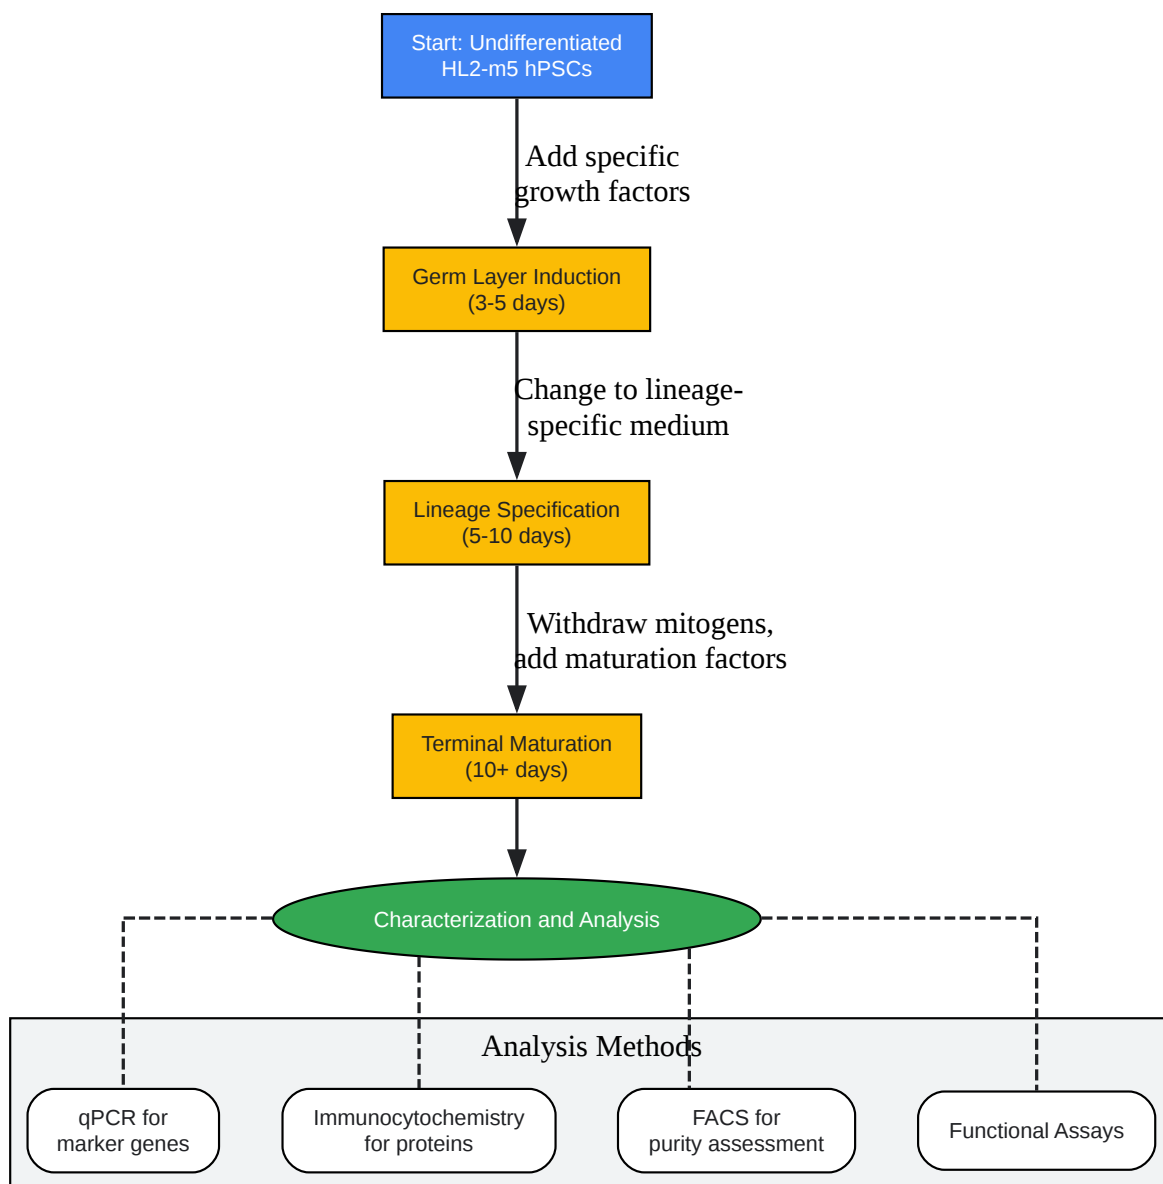 Start: Undifferentiated
HL2-m5 hPSCs
Add specific
growth factors
Germ Layer Induction
(3-5 days)
Change to lineage-
specific medium
Lineage Specification
(5-10 days)
Withdraw mitogens,
add maturation factors
Terminal Maturation
(10+ days)
Characterization and Analysis
Analysis Methods
qPCR for
marker genes
Immunocytochemistry
for proteins
FACS for
purity assessment
Functional Assays